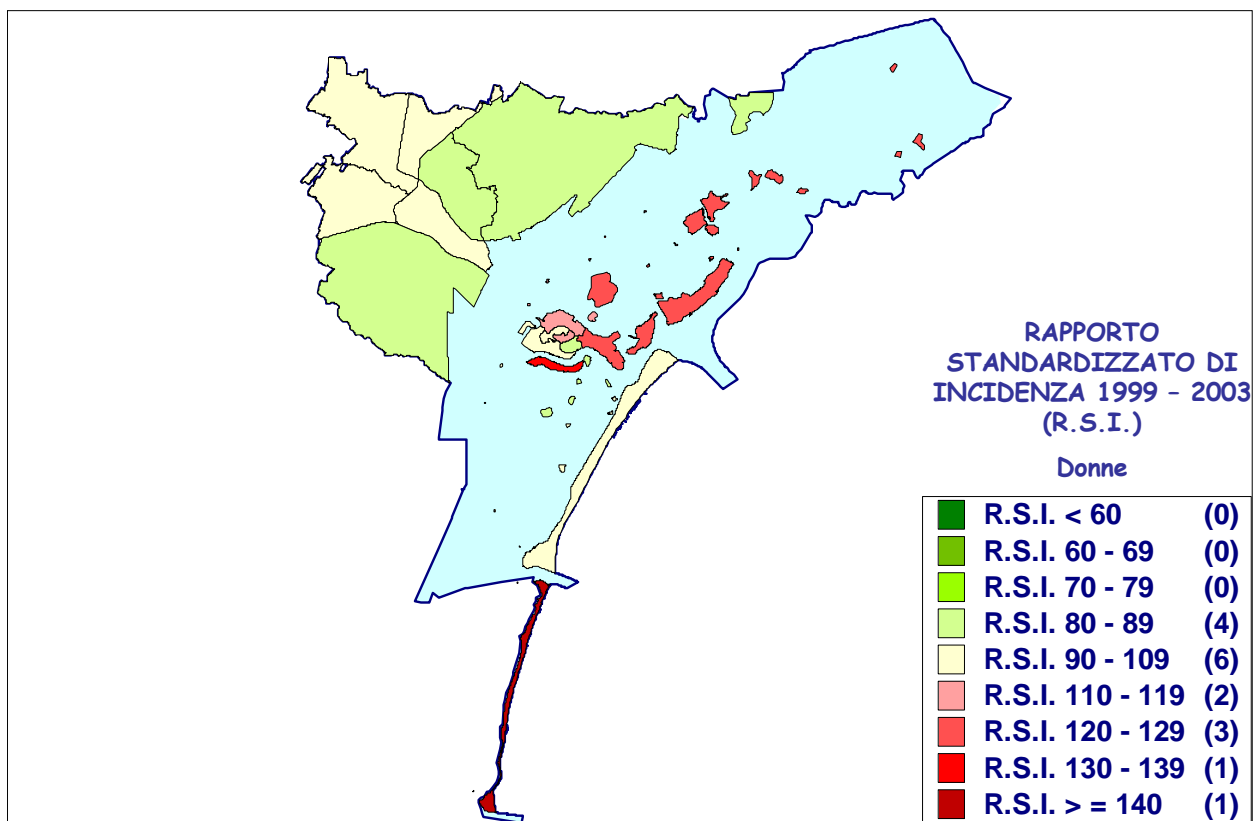 RAPPORTO
STANDARDIZZATO DI
INCIDENZA 1999 - 2003
(R.S.I.)
Donne
R.S.I. < 60 (0)
R.S.I. 60 - 69 (0)
R.S.I. 70 - 79 (0)
R.S.I. 80 - 89 (4)
R.S.I. 90 - 109 (6)
R.S.I. 110 - 119 (2)
R.S.I. 120 - 129 (3)
R.S.I. 130 - 139 (1)
R.S.I. > = 140 (1)